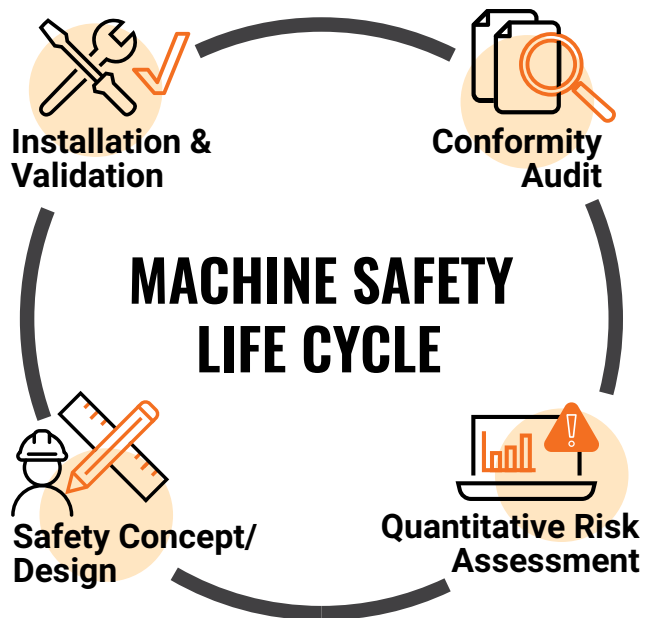 Installation &
Validation
Conformity
Audit
MACHINE SAFETY
LIFE CYCLE
Safety Concept/
Design
Quantitative Risk
Assessment